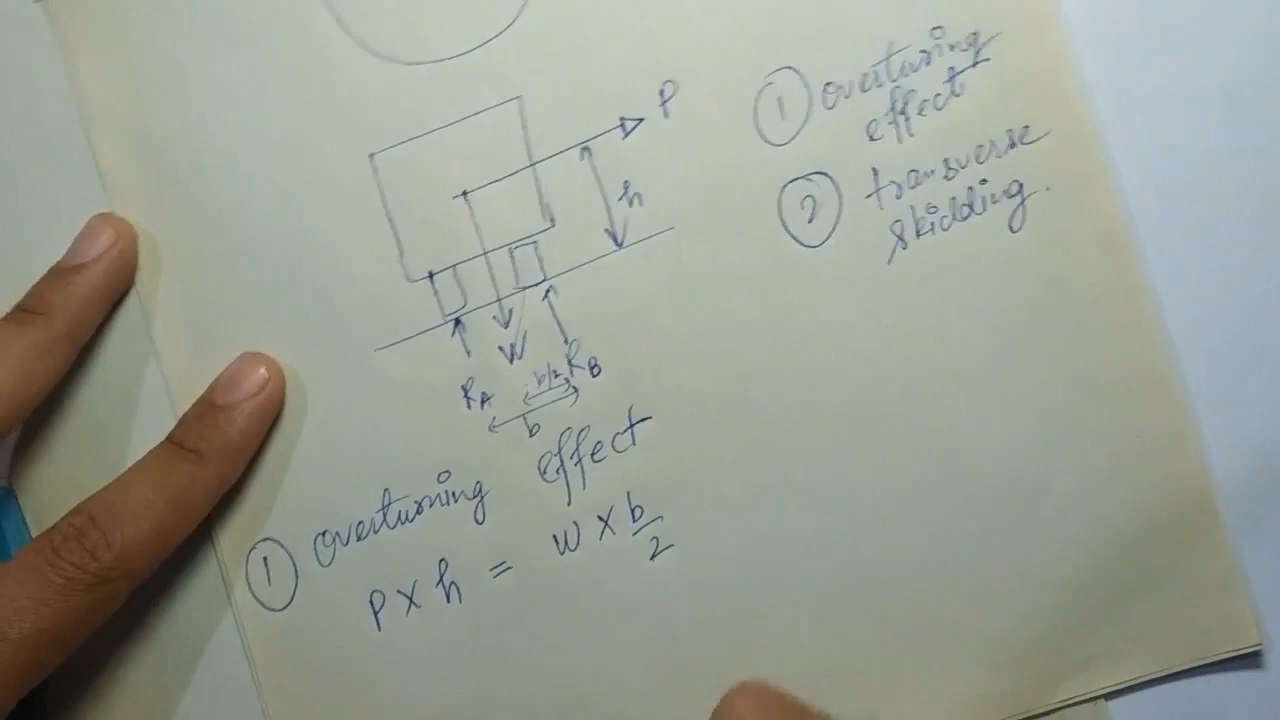 P
h
W
RA
RB
b/2
b
① overturning
effect
② transverse
skidding.
① overturning effect
P × h = W × b/2